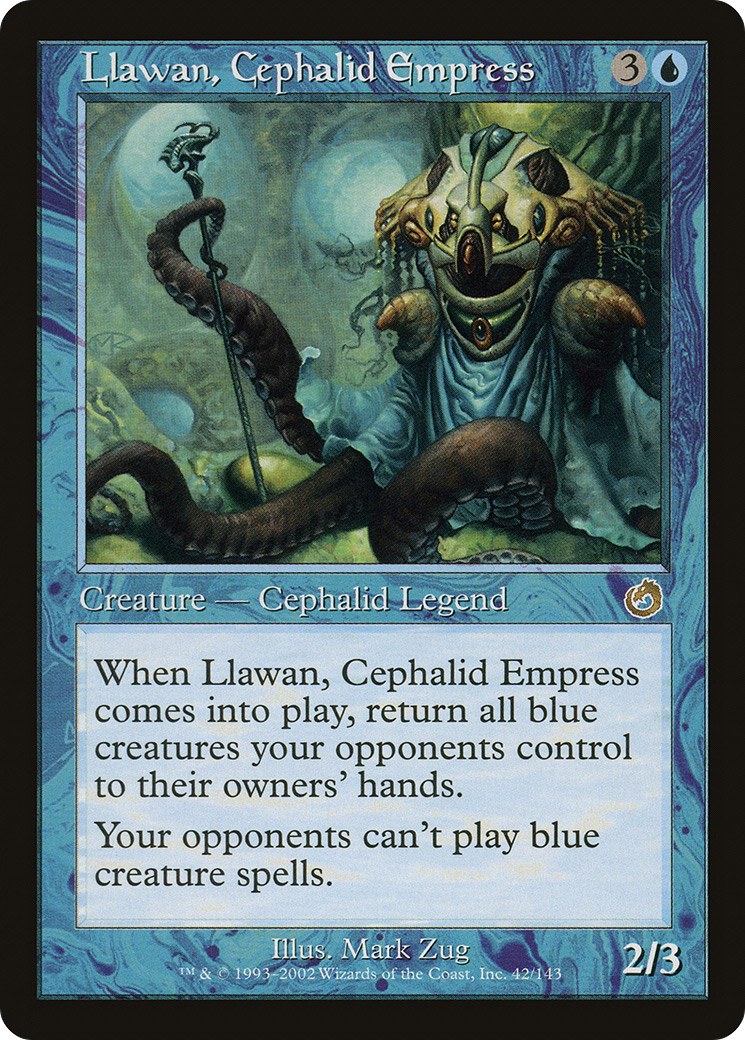 Llawan, Cephalid Empress 3
Creature — Cephalid Legend
When Llawan, Cephalid Empress
comes into play, return all blue
creatures your opponents control
to their owners’ hands.
Your opponents can’t play blue
creature spells.
Illus. Mark Zug
™ & © 1993–2002 Wizards of the Coast, Inc. 42/143
2/3